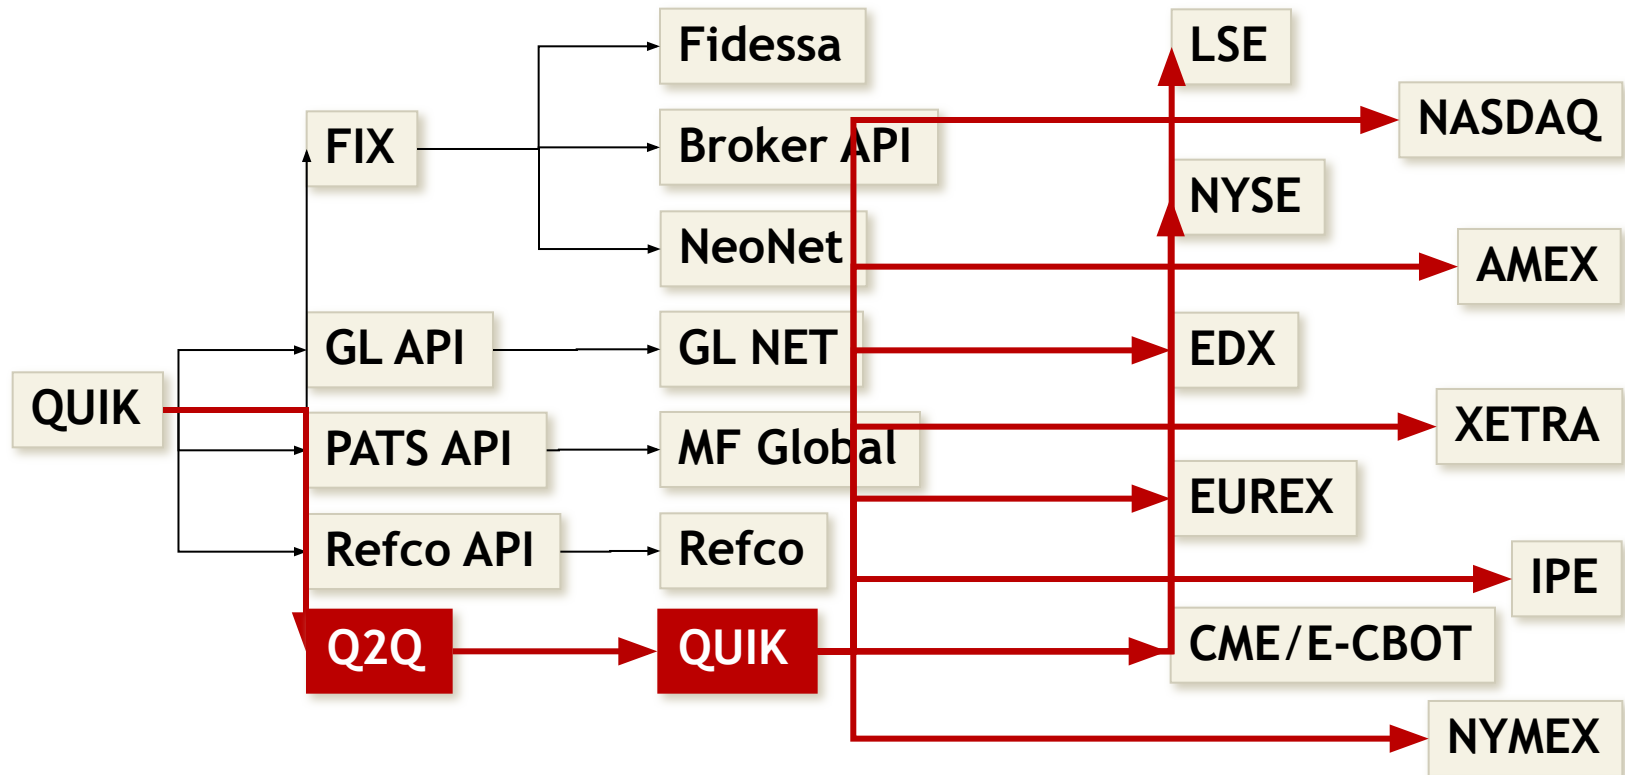 QUIK
FIX
GL API
PATS API
Refco API
Q2Q
Fidessa
Broker API
NeoNet
GL NET
MF Global
Refco
QUIK
LSE
NYSE
EDX
EUREX
CME/E-CBOT
NASDAQ
AMEX
XETRA
IPE
NYMEX